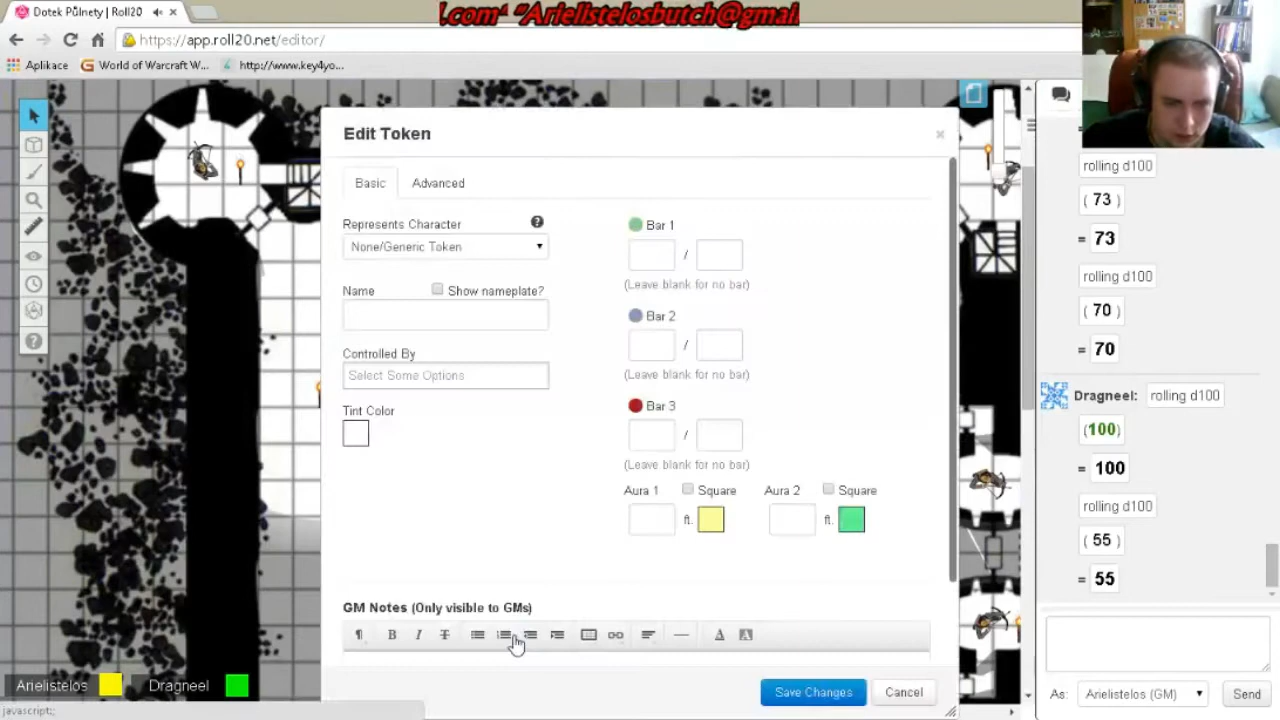 Dotek Půlnety | Roll20
l.com' "Arielistelosbutch@gmai
https://app.roll20.net/editor/
Aplikace
World of Warcraft W...
http://www.key4yo...
Edit Token
×
Basic
Advanced
Represents Character
?
None/Generic Token
Name
Show nameplate?
Controlled By
Select Some Options
Tint Color
Bar 1
/
(Leave blank for no bar)
Bar 2
/
(Leave blank for no bar)
Bar 3
/
(Leave blank for no bar)
Aura 1
Square
Aura 2
Square
ft.
ft.
GM Notes (Only visible to GMs)
¶ B I T A A
Save Changes
Cancel
rolling d100
(73)
= 73
rolling d100
(70)
= 70
Dragneel: rolling d100
(100)
= 100
rolling d100
(55)
= 55
As: Arielistelos (GM)
Send
Arielistelos
Dragneel
javascript:;